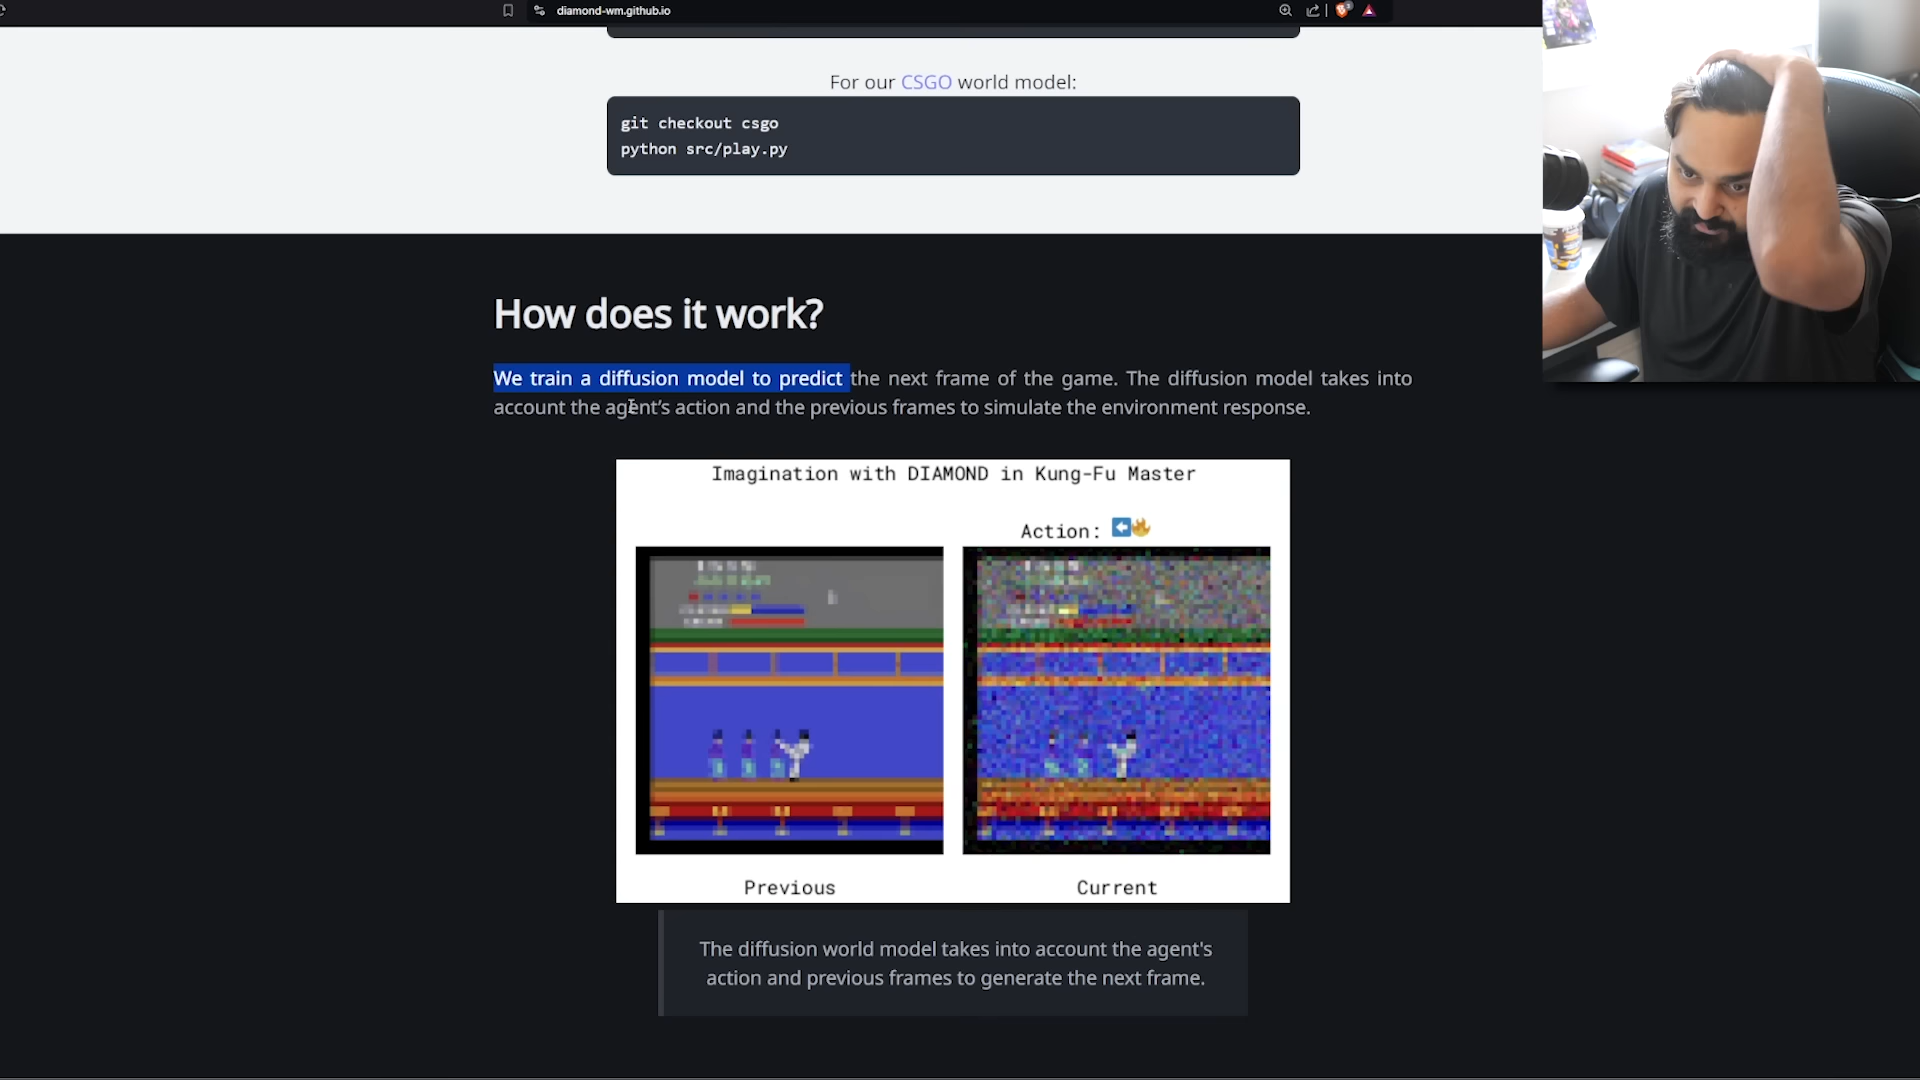 diamond-wm.github.io
For our CSGO world model:
git checkout csgo
python src/play.py
How does it work?
We train a diffusion model to predict the next frame of the game. The diffusion model takes into
account the agent's action and the previous frames to simulate the environment response.
Imagination with DIAMOND in Kung-Fu Master
Action:
Previous
Current
The diffusion world model takes into account the agent's
action and previous frames to generate the next frame.